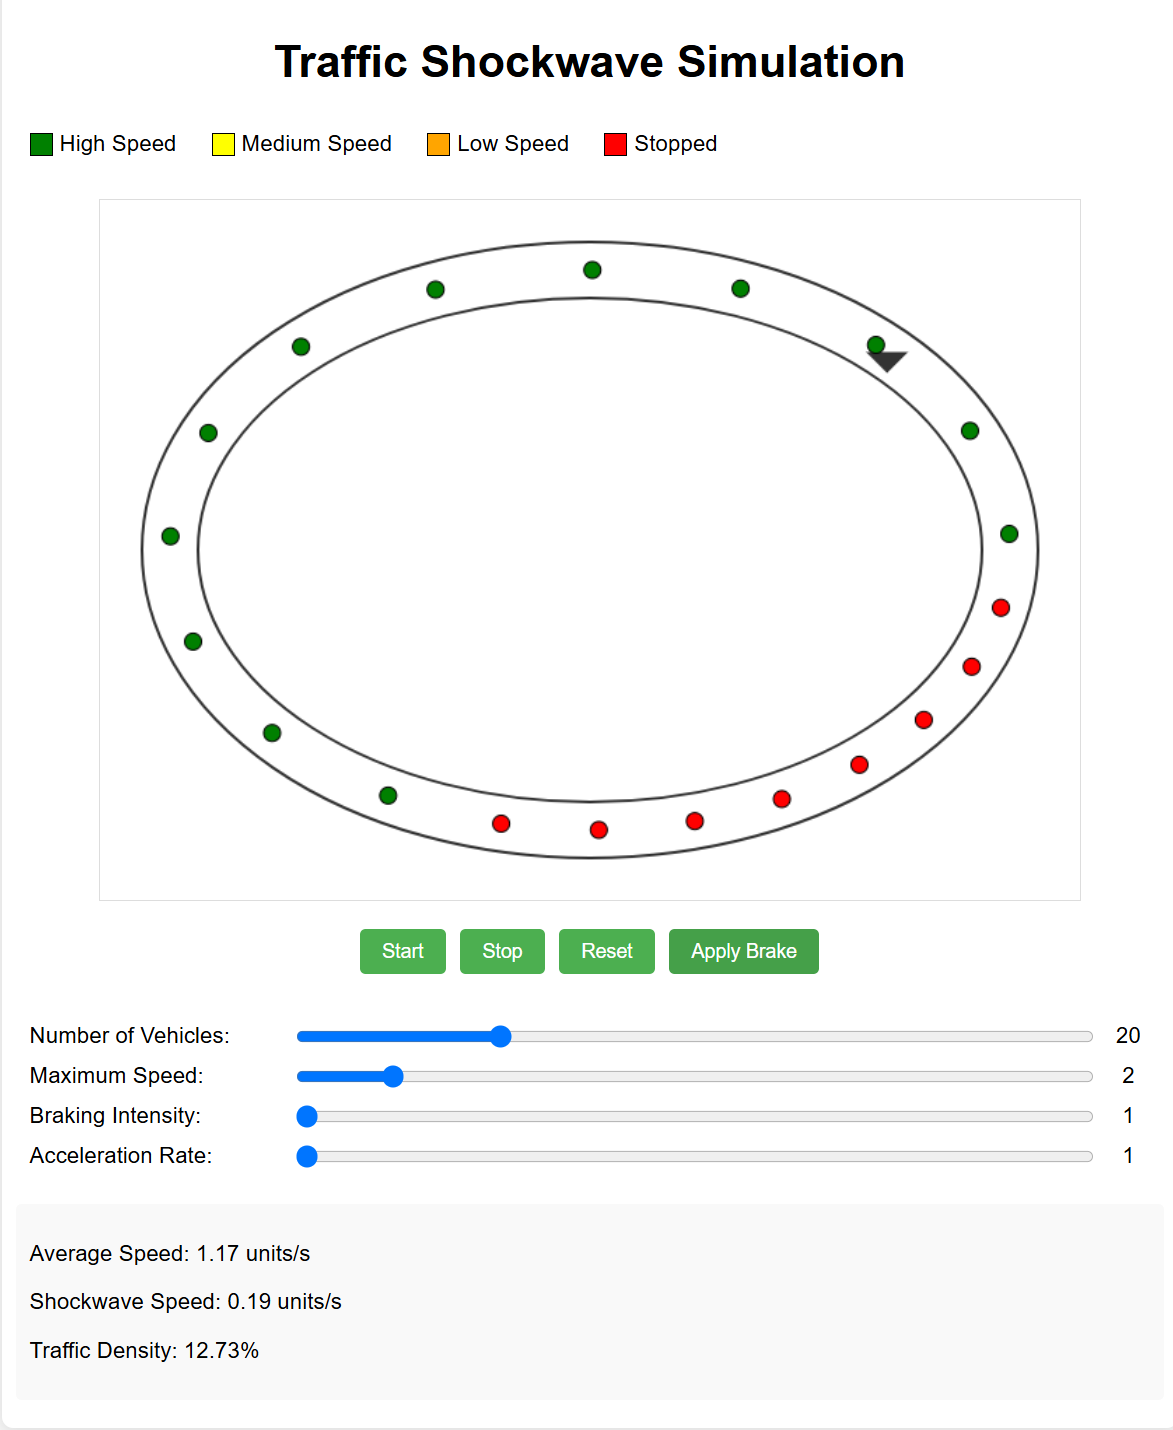 Traffic Shockwave Simulation
High Speed Medium Speed Low Speed Stopped
Start Stop Reset Apply Brake
Number of Vehicles: 20
Maximum Speed: 2
Braking Intensity: 1
Acceleration Rate: 1
Average Speed: 1.17 units/s
Shockwave Speed: 0.19 units/s
Traffic Density: 12.73%